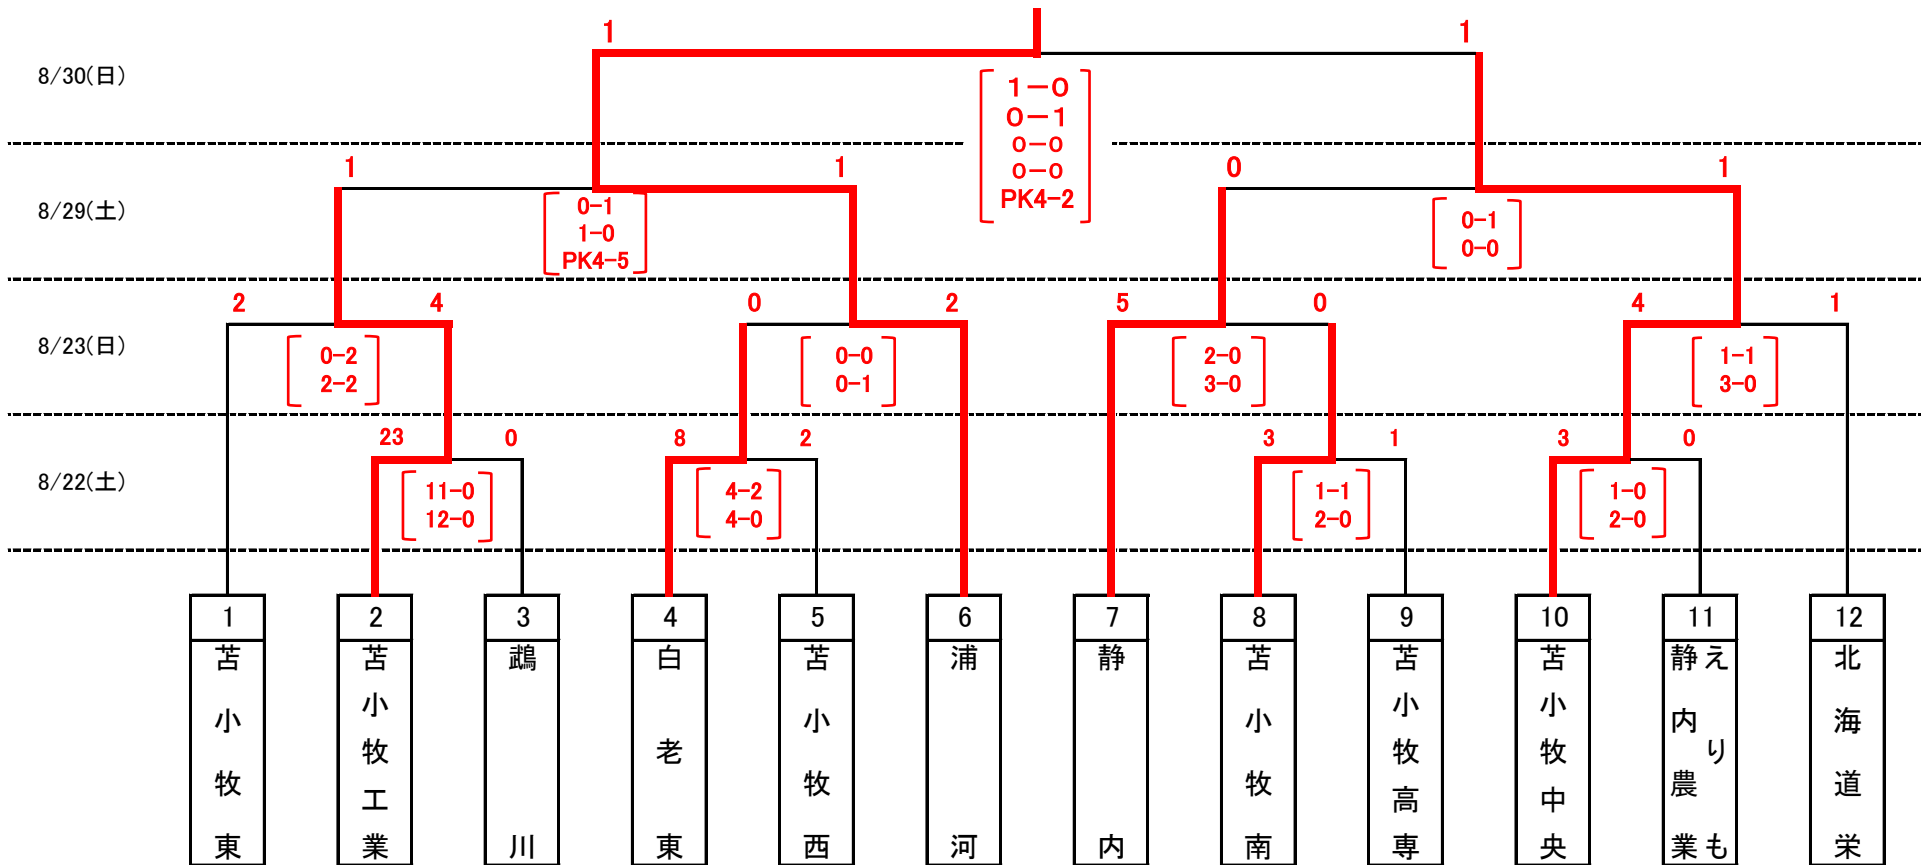 1 1
8/30(日)
1-0
0-1
0-0
0-0
PK4-2
1 1 0 1
8/29(土)
0-1
1-0
PK4-5
0-1
0-0
2 4 0 2 5 0 4 1
8/23(日)
0-2
2-2
0-0
0-1
2-0
3-0
1-1
3-0
23 0 8 2 3 1 3 0
8/22(土)
11-0
12-0
4-2
4-0
1-1
2-0
1-0
2-0
1 2 3 4 5 6 7 8 9 10 11 12
苫小牧東
苫小牧工業
鵡川
白老東
苫小牧西
浦河
静内
苫小牧南
苫小牧高専
苫小牧中央
えりも
静内農業
北海道栄